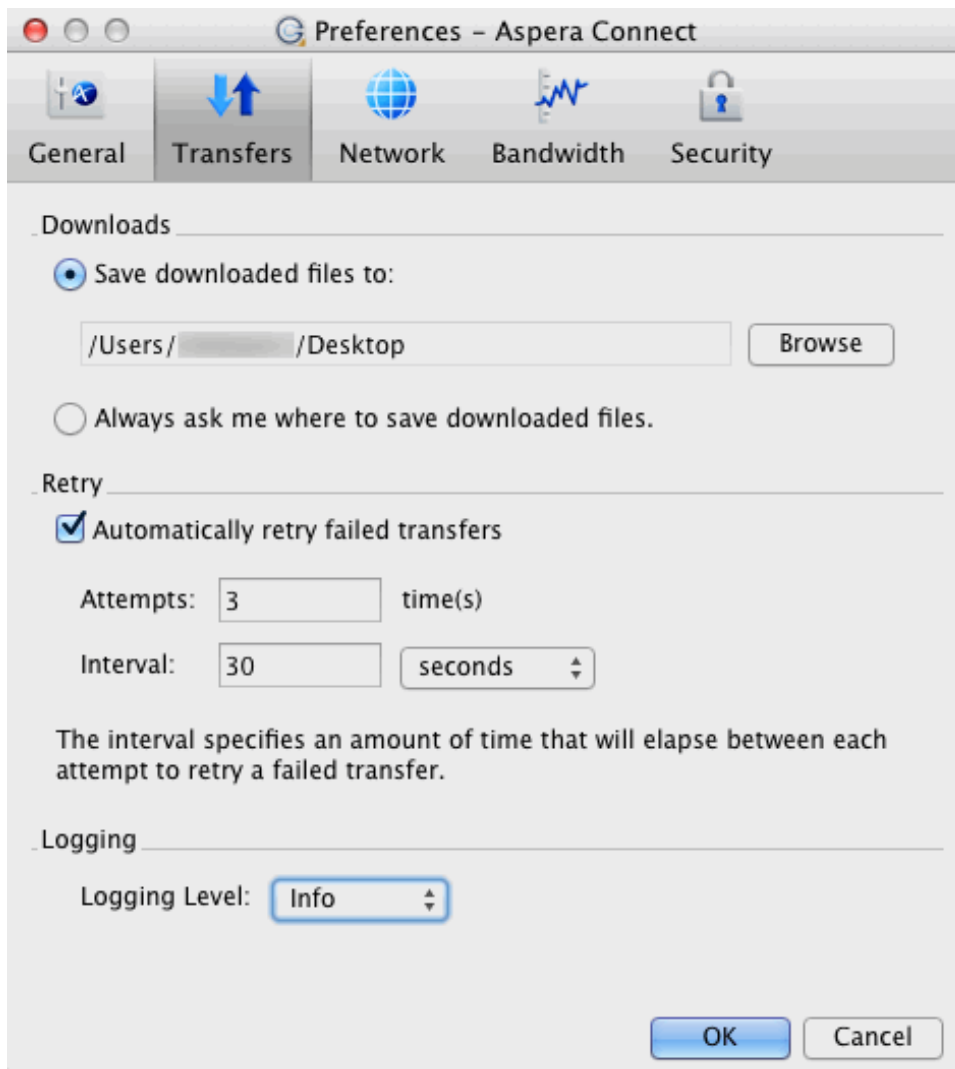 Preferences – Aspera Connect
General Transfers Network Bandwidth Security
Downloads
Save downloaded files to:
/Users/ /Desktop Browse
Always ask me where to save downloaded files.
Retry
Automatically retry failed transfers
Attempts: 3 time(s)
Interval: 30 seconds
The interval specifies an amount of time that will elapse between each
attempt to retry a failed transfer.
Logging
Logging Level: Info
OK Cancel